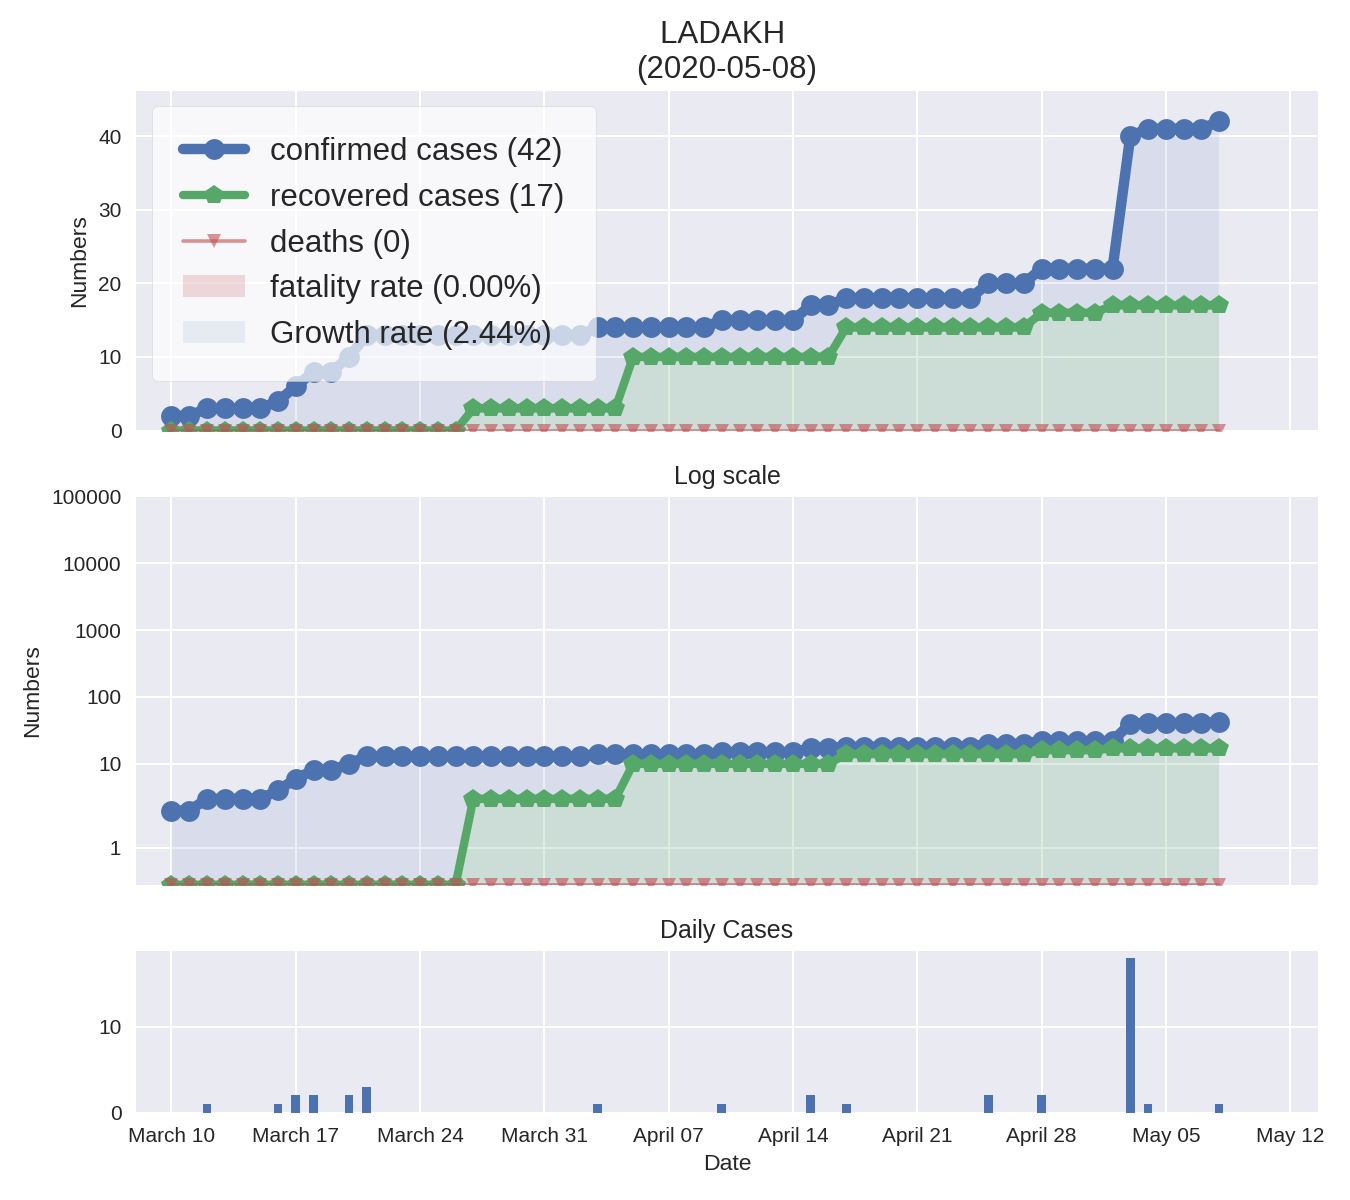 LADAKH
(2020-05-08)
40
30
20
10
0
Numbers
confirmed cases (42)
recovered cases (17)
deaths (0)
fatality rate (0.00%)
Growth rate (2.44%)
Log scale
100000
10000
1000
100
10
1
Numbers
Daily Cases
10
0
March 10 March 17 March 24 March 31 April 07 April 14 April 21 April 28 May 05 May 12
Date